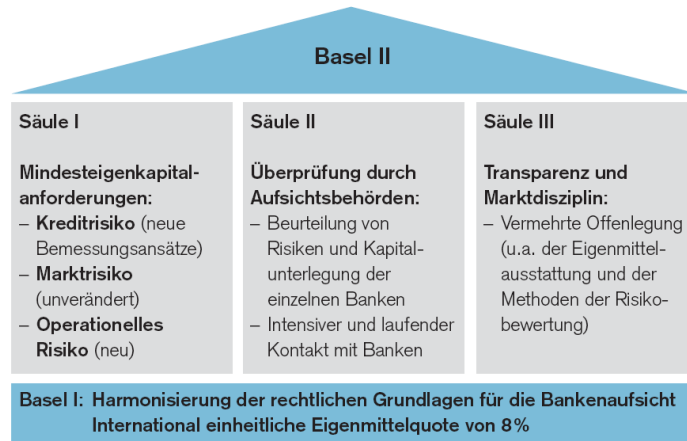 Basel II
Säule I
Mindesteigenkapital-
anforderungen:
– Kreditrisiko (neue
Bemessungsansätze)
– Marktrisiko
(unverändert)
– Operationelles
Risiko (neu)
Säule II
Überprüfung durch
Aufsichtsbehörden:
– Beurteilung von
Risiken und Kapital-
unterlegung der
einzelnen Banken
– Intensiver und laufender
Kontakt mit Banken
Säule III
Transparenz und
Marktdisziplin:
– Vermehrte Offenlegung
(u.a. der Eigenmittel-
ausstattung und der
Methoden der Risiko-
bewertung)
Basel I: Harmonisierung der rechtlichen Grundlagen für die Bankenaufsicht
International einheitliche Eigenmittelquote von 8%